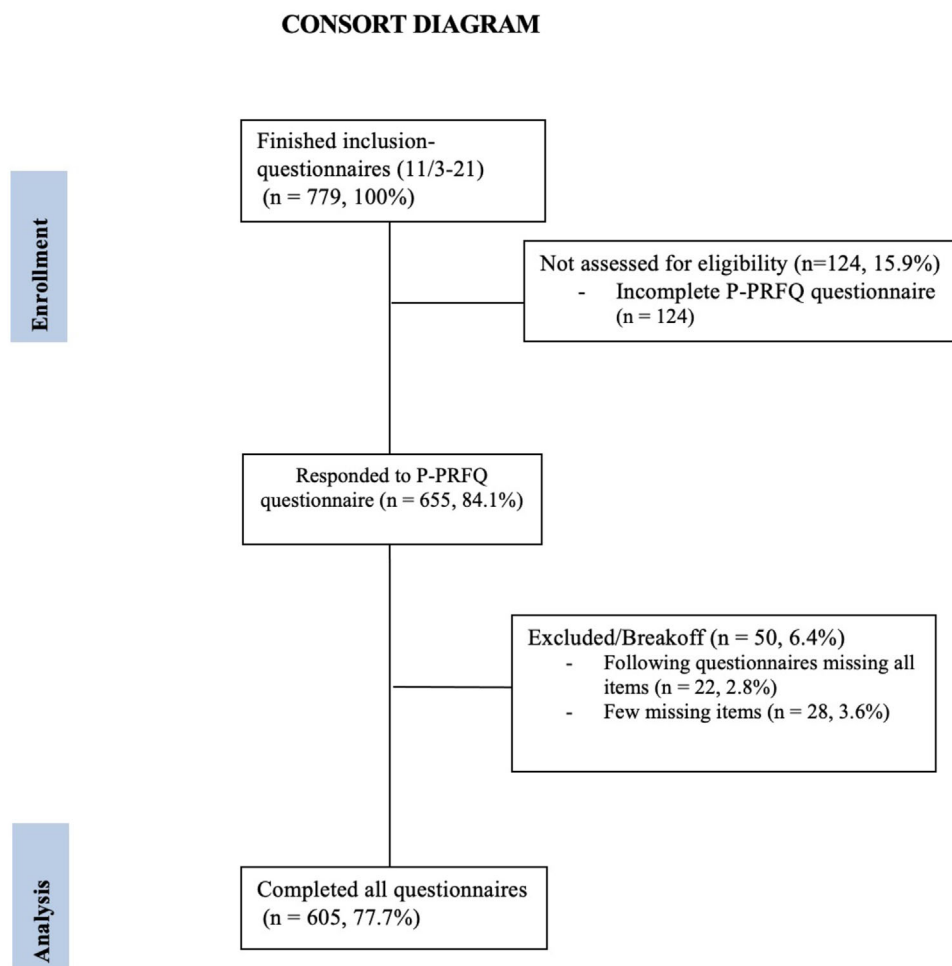 CONSORT DIAGRAM
Finished inclusion-
questionnaires (11/3-21)
(n = 779, 100%)
Enrollment
Not assessed for eligibility (n=124, 15.9%)
- Incomplete P-PRFQ questionnaire
(n = 124)
Responded to P-PRFQ
questionnaire (n = 655, 84.1%)
Excluded/Breakoff (n = 50, 6.4%)
- Following questionnaires missing all
items (n = 22, 2.8%)
- Few missing items (n = 28, 3.6%)
Analysis
Completed all questionnaires
(n = 605, 77.7%)